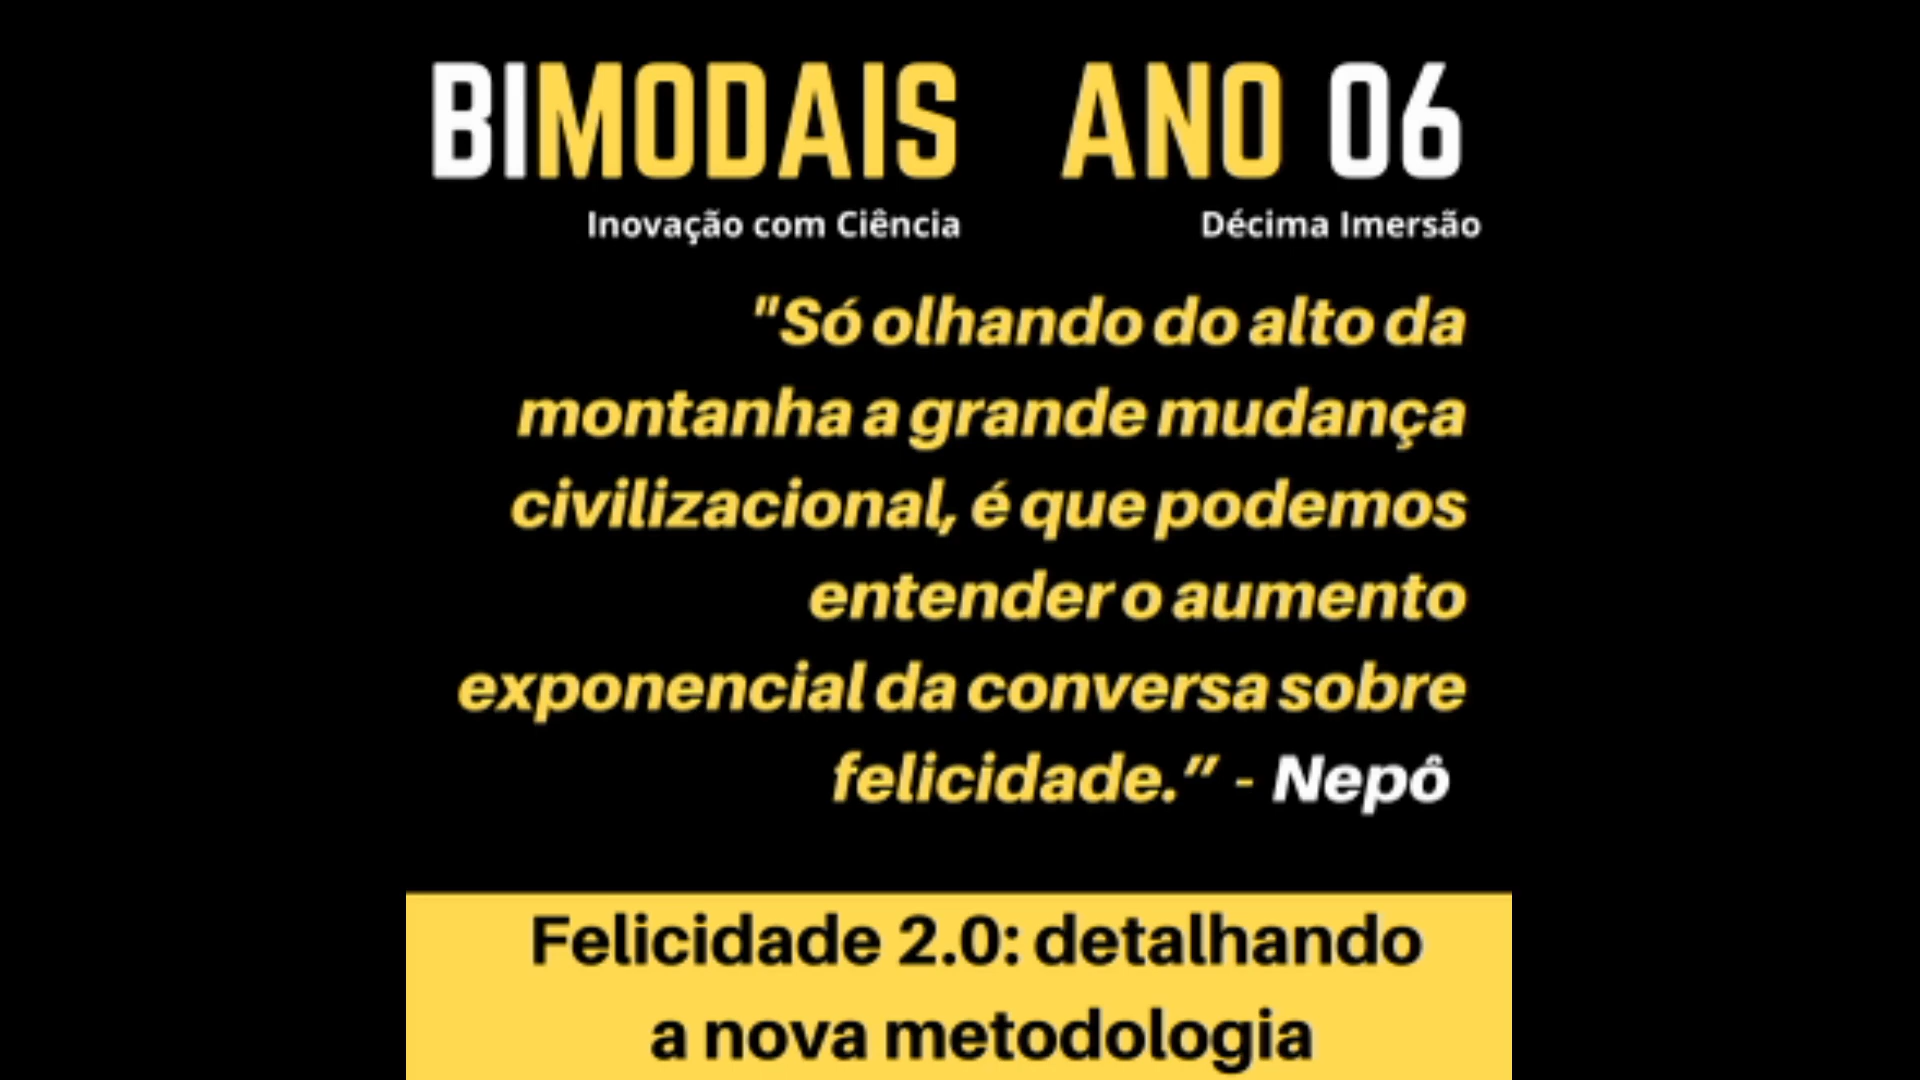 BIMODAIS ANO 06
Inovação com Ciência Décima Imersão
"Só olhando do alto da
montanha a grande mudança
civilizacional, é que podemos
entender o aumento
exponencial da conversa sobre
felicidade.” - Nepô
Felicidade 2.0: detalhando
a nova metodologia